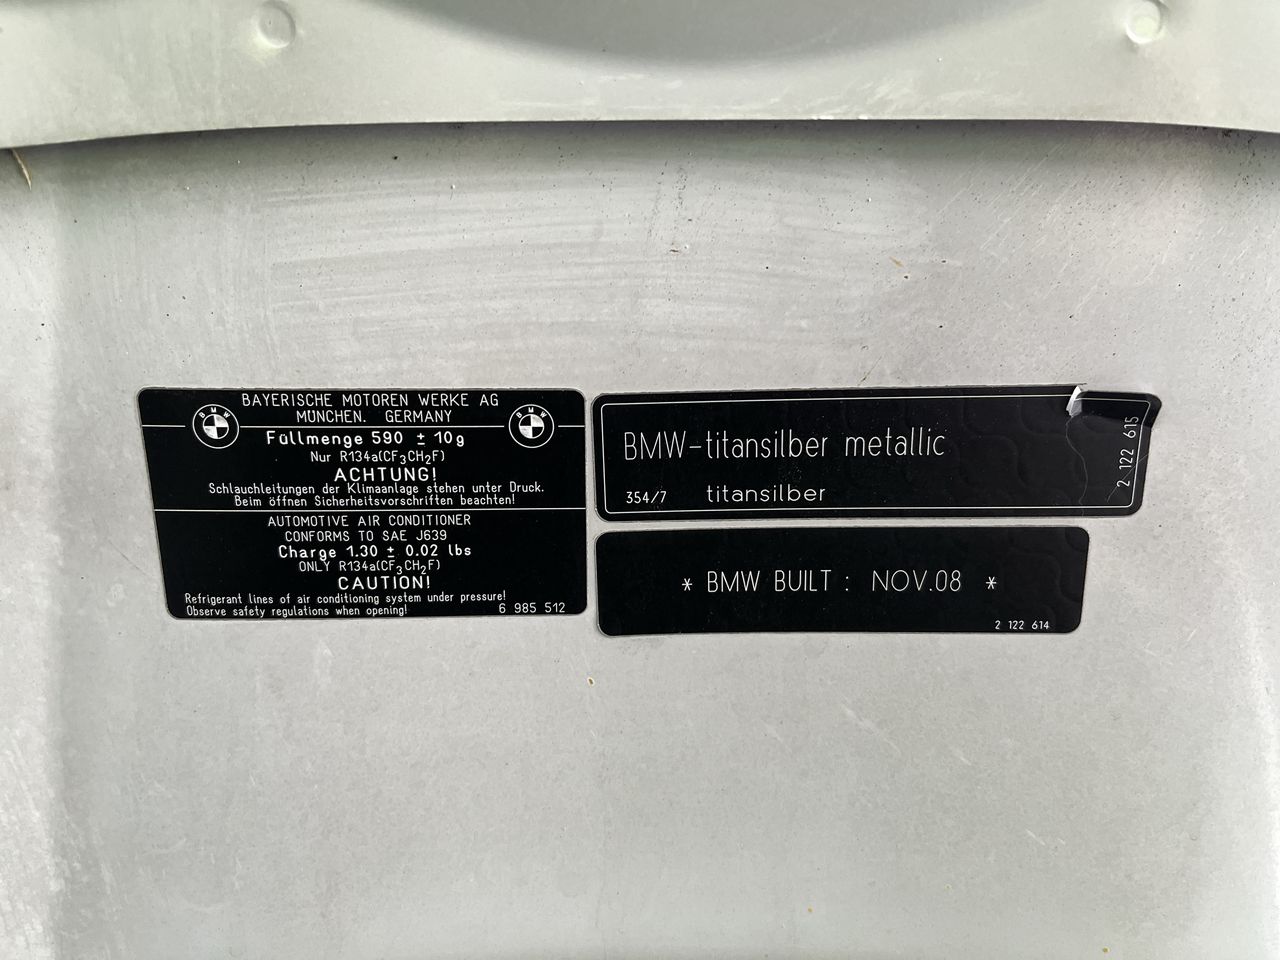 BAYERISCHE MOTOREN WERKE AG
MÜNCHEN. GERMANY
BMW
BMW
Füllmenge 590 ± 10g
Nur R134a(CF3CH2F)
ACHTUNG!
Schlauchleitungen der Klimaanlage stehen unter Druck.
Beim öffnen Sicherheitsvorschriften beachten!
AUTOMOTIVE AIR CONDITIONER
CONFORMS TO SAE J639
Charge 1.30 ± 0.02 lbs
ONLY R134a(CF3CH2F)
CAUTION!
Refrigerant lines of air conditioning system under pressure!
Observe safety regulations when opening!
6 985 512
BMW-titansilber metallic
354/7 titansilber
2 122 615
* BMW BUILT : NOV.08 *
2 122 614